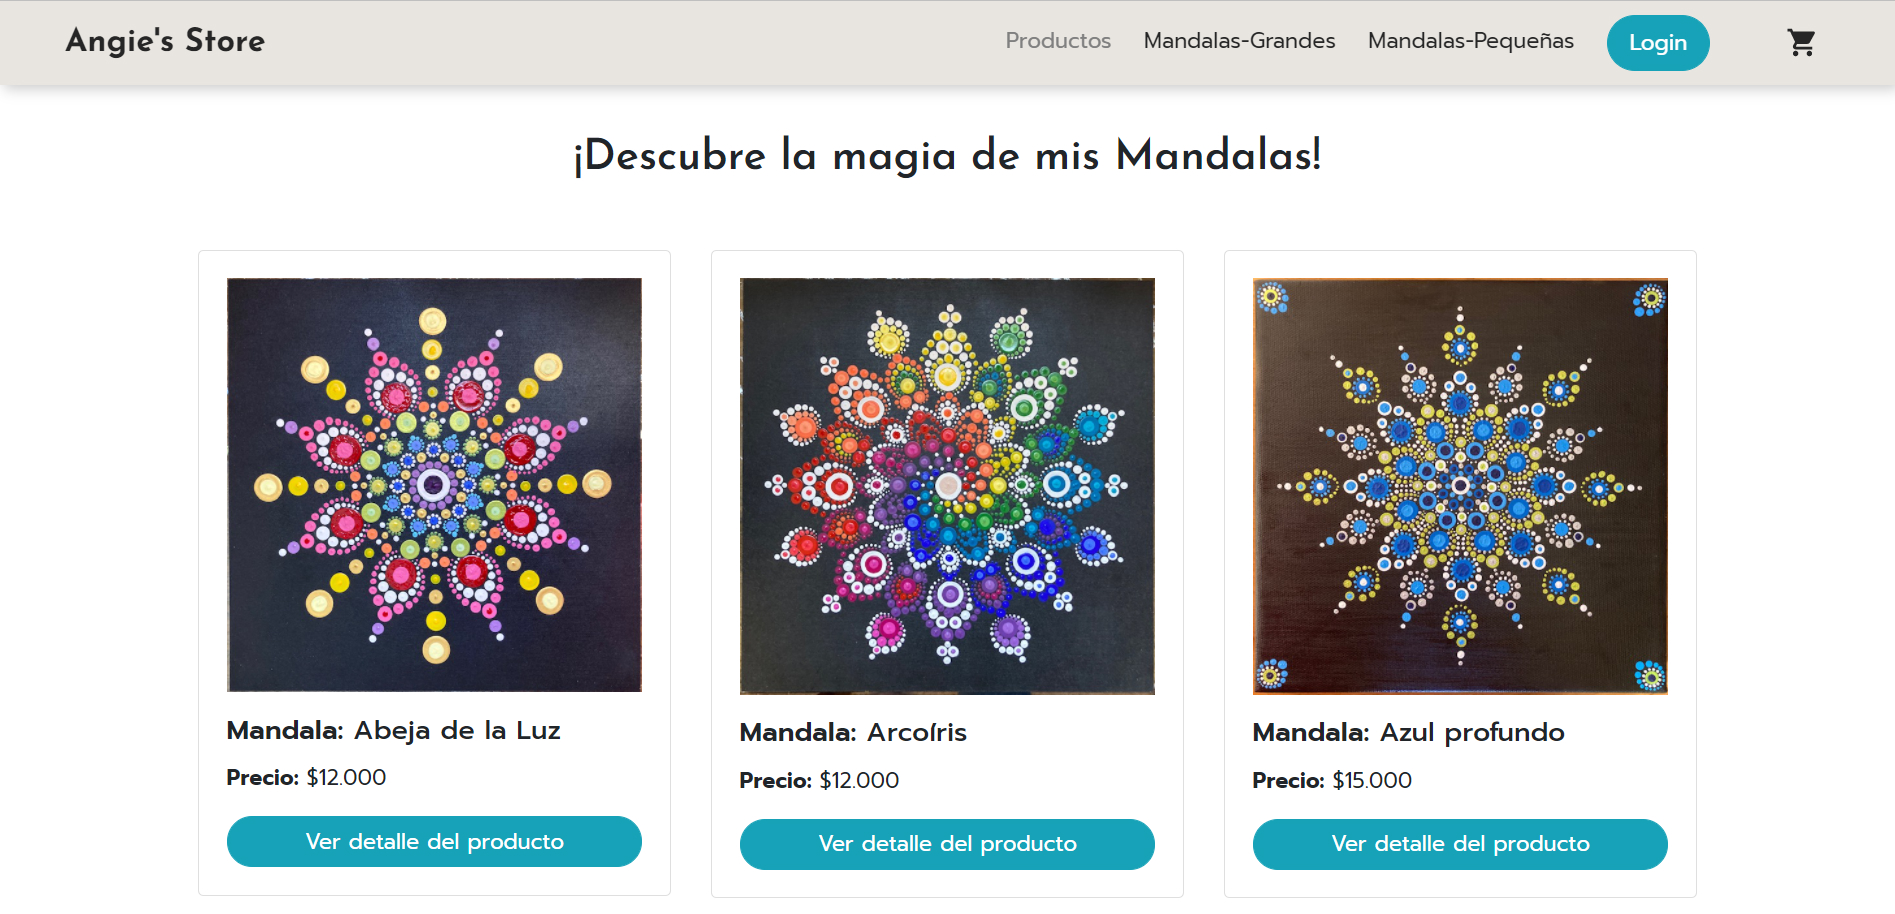 Angie's Store
Productos
Mandalas-Grandes
Mandalas-Pequeñas
Login
¡Descubre la magia de mis Mandalas!
Mandala: Abeja de la Luz
Precio: $12.000
Ver detalle del producto
Mandala: Arcoíris
Precio: $12.000
Ver detalle del producto
Mandala: Azul profundo
Precio: $15.000
Ver detalle del producto